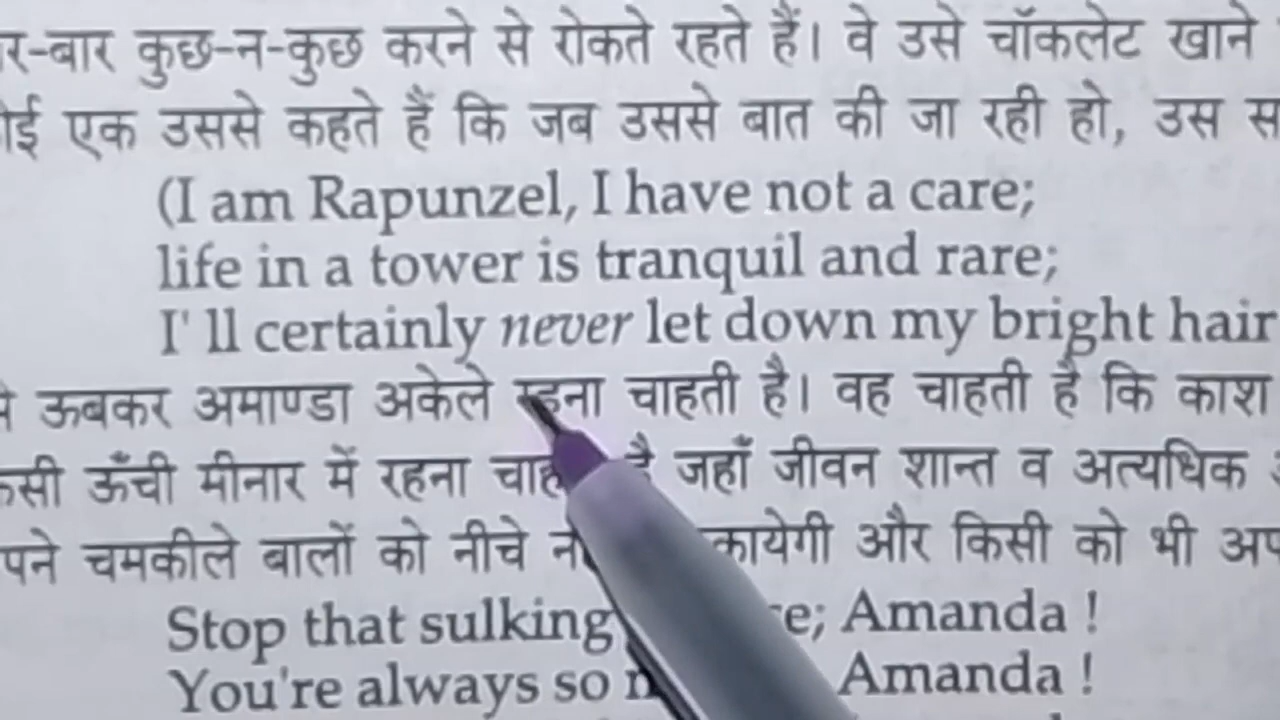 बार कुछ-न-कुछ करने से रोकते रहते हैं। वे उसे चॉकलेट खाने
एक उससे कहते हैं कि जब उससे बात की जा रही हो, उस
(I am Rapunzel, I have not a care;
life in a tower is tranquil and rare;
I' ll certainly never let down my bright hair
ऊबकर अमाण्डा अकेले रहना चाहती है। वह चाहती है कि काश
ऊँची मीनार में रहना है जहाँ जीवन शान्त व अत्यधिक
चमकीले बालों को नीचे और किसी को भी
Stop that sulking Amanda !
You're always so Amanda !